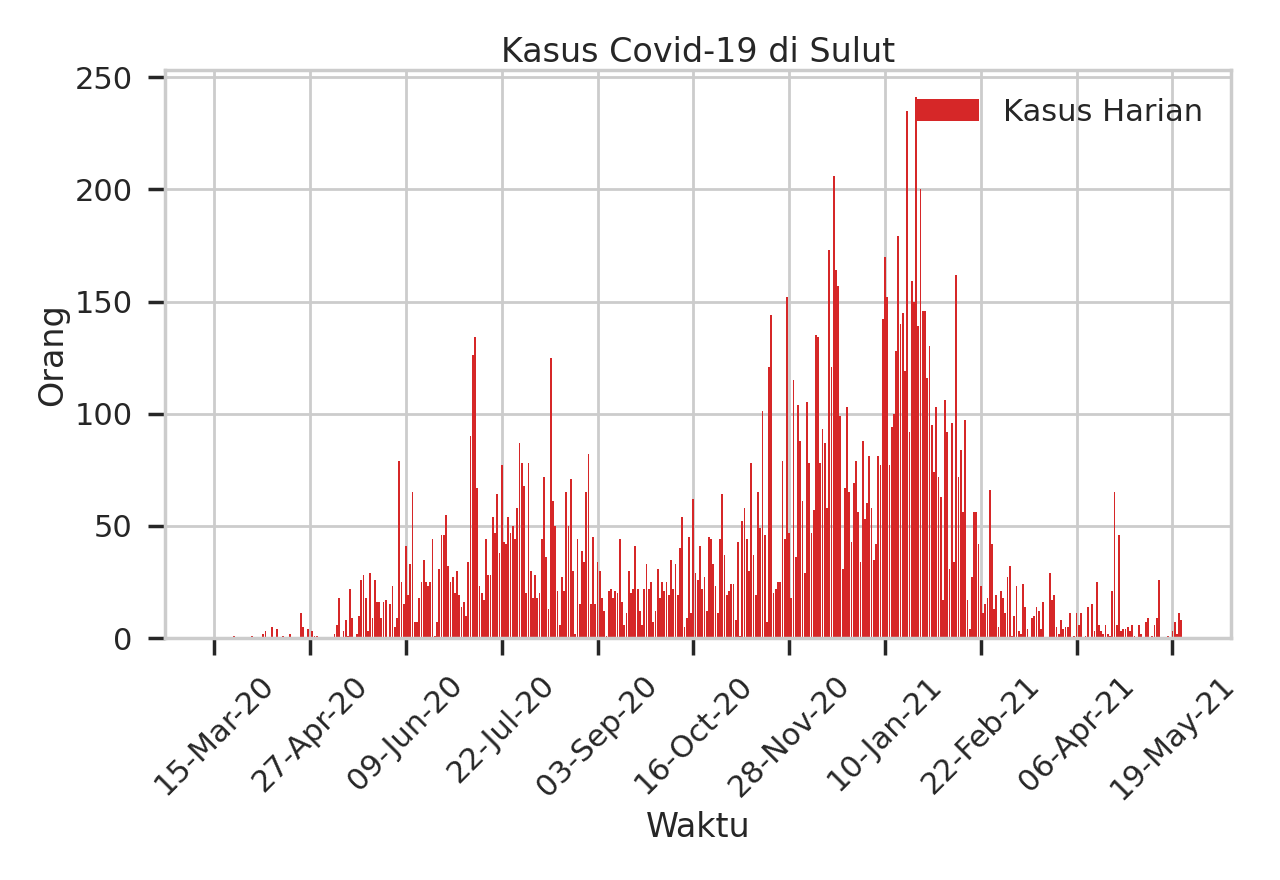 Kasus Covid-19 di Sulut
Kasus Harian
Orang
250
200
150
100
50
0
15-Mar-20
27-Apr-20
09-Jun-20
22-Jul-20
03-Sep-20
16-Oct-20
28-Nov-20
10-Jan-21
22-Feb-21
06-Apr-21
19-May-21
Waktu